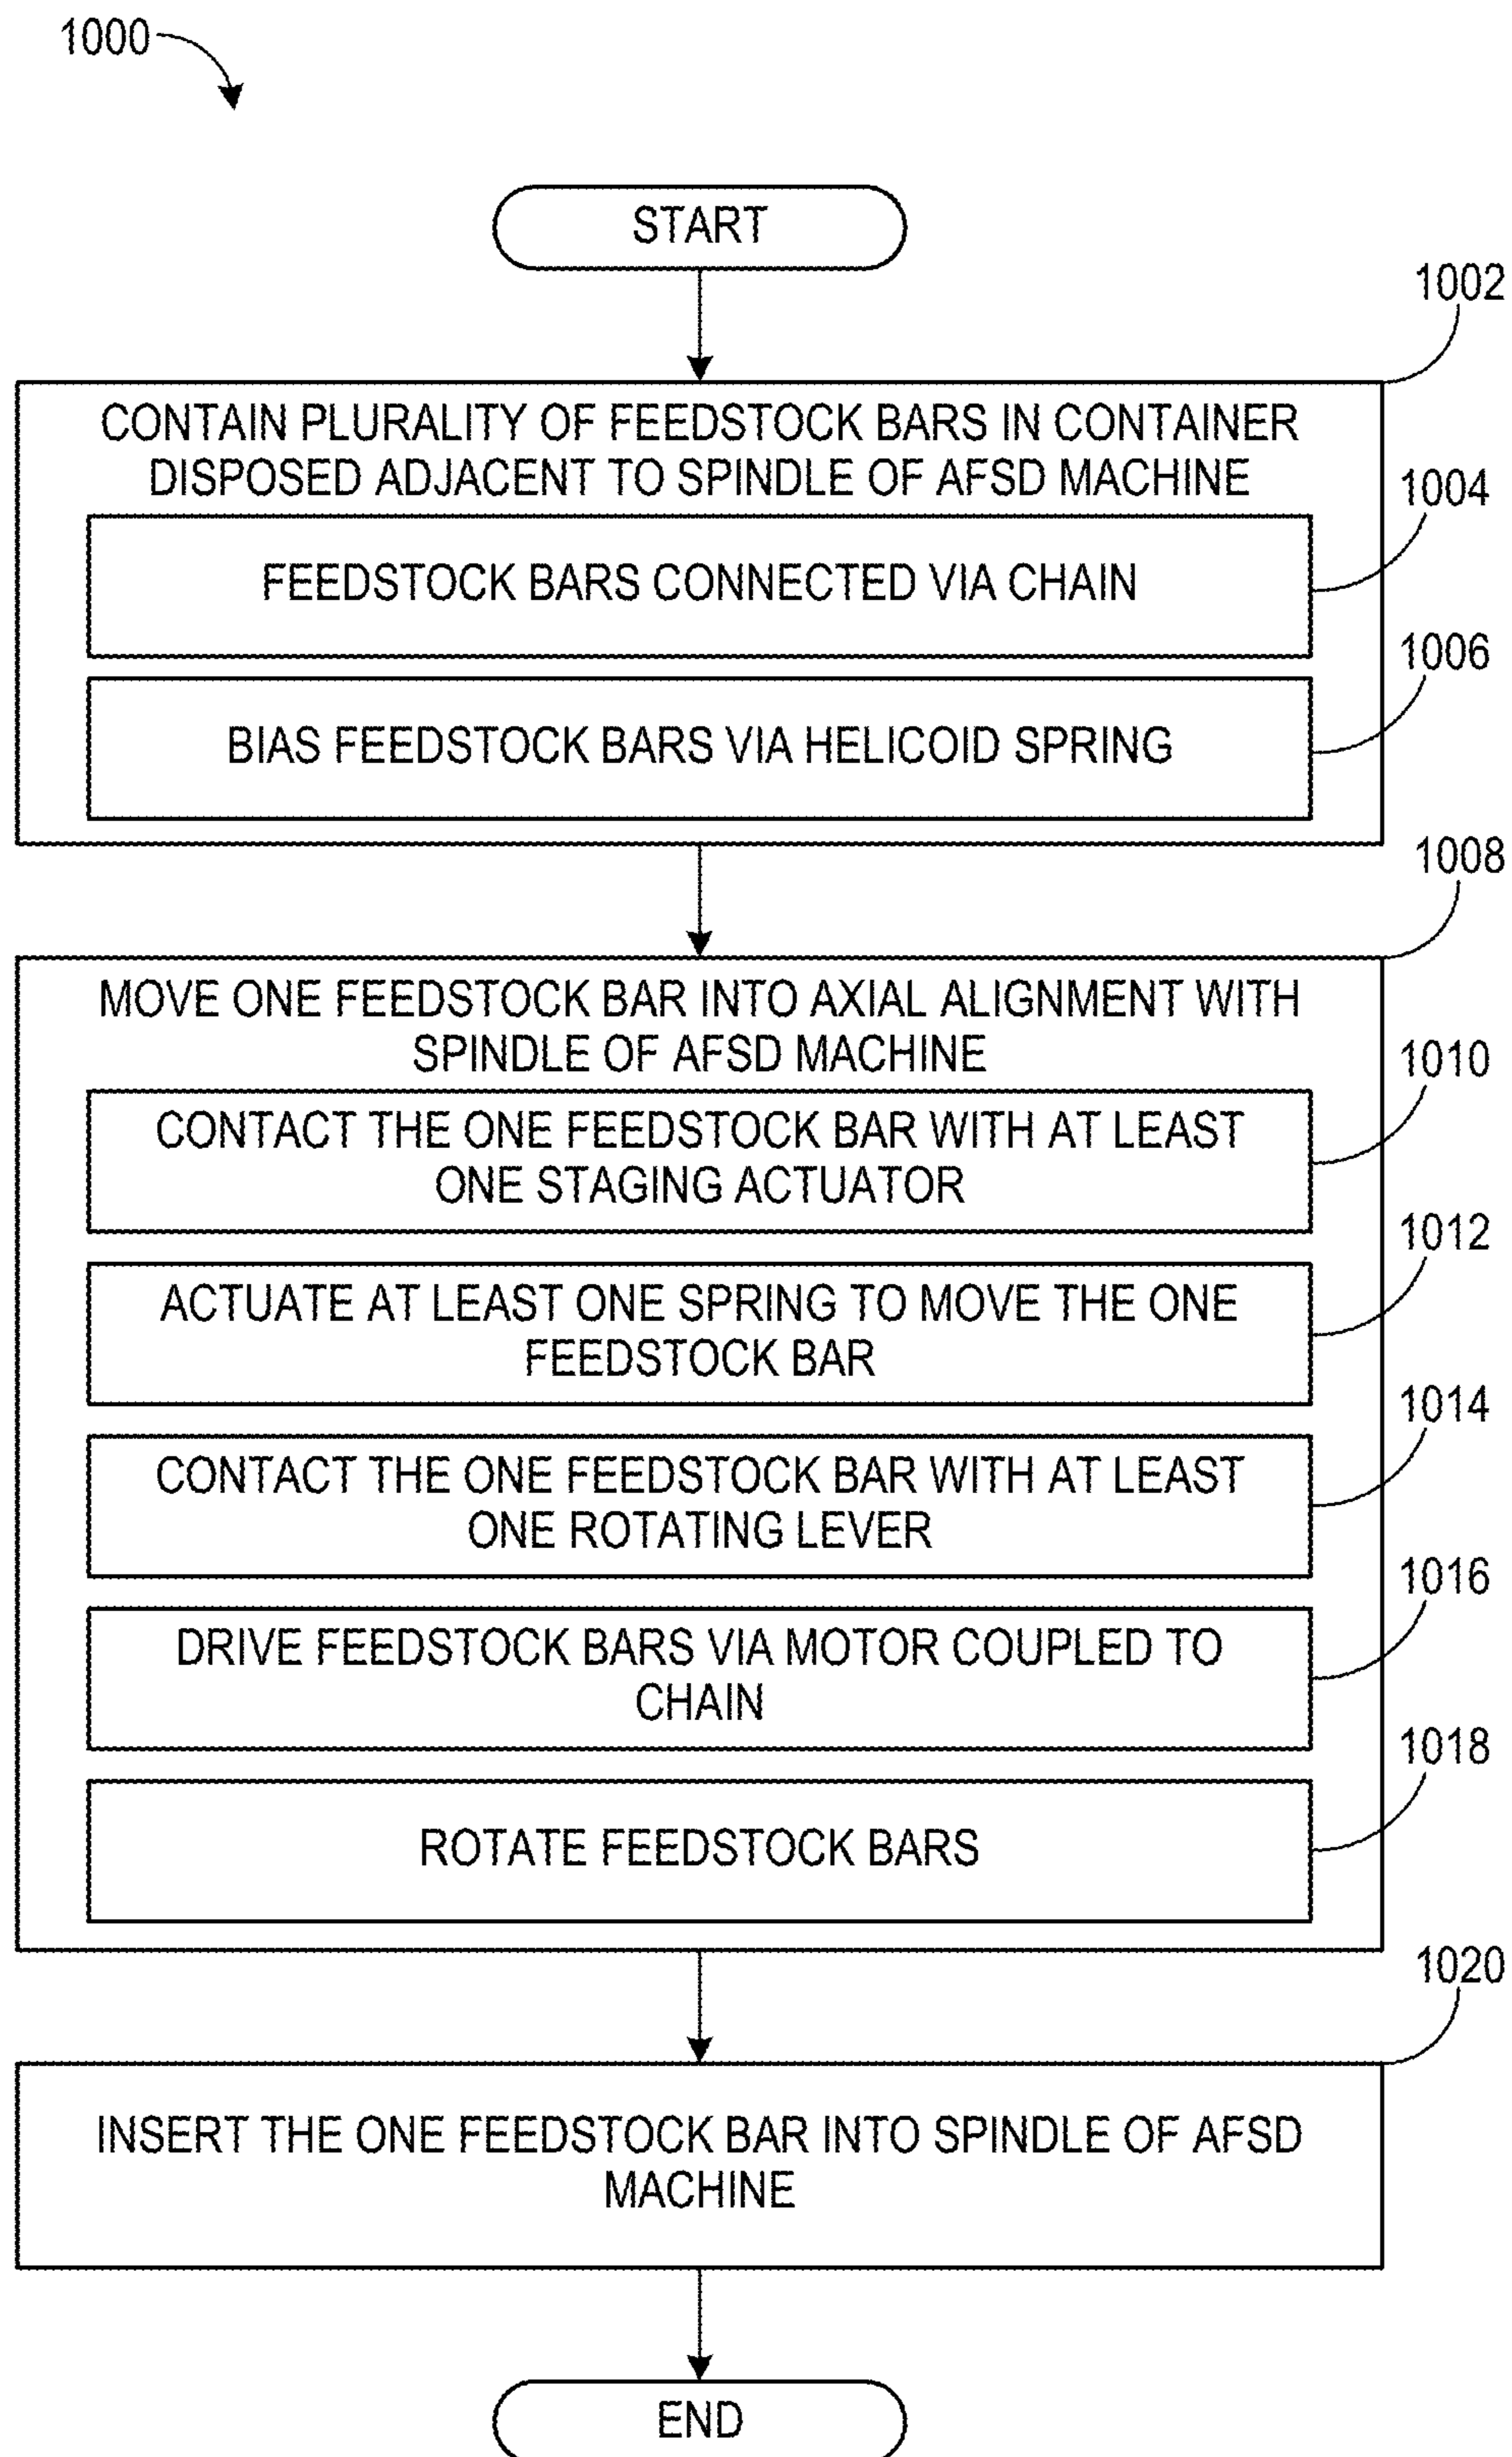 1000
START
1002
CONTAIN PLURALITY OF FEEDSTOCK BARS IN CONTAINER
DISPOSED ADJACENT TO SPINDLE OF AFSD MACHINE
1004
FEEDSTOCK BARS CONNECTED VIA CHAIN
1006
BIAS FEEDSTOCK BARS VIA HELICOID SPRING
1008
MOVE ONE FEEDSTOCK BAR INTO AXIAL ALIGNMENT WITH
SPINDLE OF AFSD MACHINE
1010
CONTACT THE ONE FEEDSTOCK BAR WITH AT LEAST
ONE STAGING ACTUATOR
1012
ACTUATE AT LEAST ONE SPRING TO MOVE THE ONE
FEEDSTOCK BAR
1014
CONTACT THE ONE FEEDSTOCK BAR WITH AT LEAST
ONE ROTATING LEVER
1016
DRIVE FEEDSTOCK BARS VIA MOTOR COUPLED TO
CHAIN
1018
ROTATE FEEDSTOCK BARS
1020
INSERT THE ONE FEEDSTOCK BAR INTO SPINDLE OF AFSD
MACHINE
END